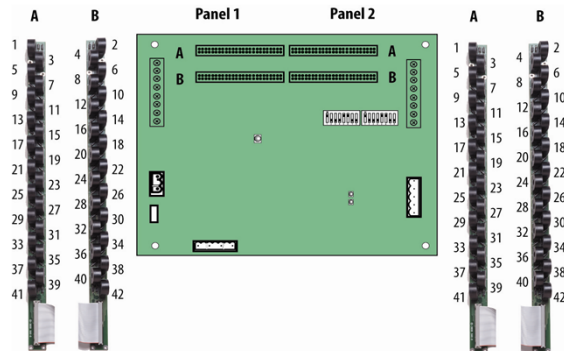 Panel 1 Panel 2
A B A B
A A
B B
1 2 1 2
3 4 3 4
5 6 5 6
7 8 7 8
9 10 9 10
11 12 11 12
13 14 13 14
15 16 15 16
17 18 17 18
19 20 19 20
21 22 21 22
23 24 23 24
25 26 25 26
27 28 27 28
29 30 29 30
31 32 31 32
33 34 33 34
35 36 35 36
37 38 37 38
39 40 39 40
41 42 41 42